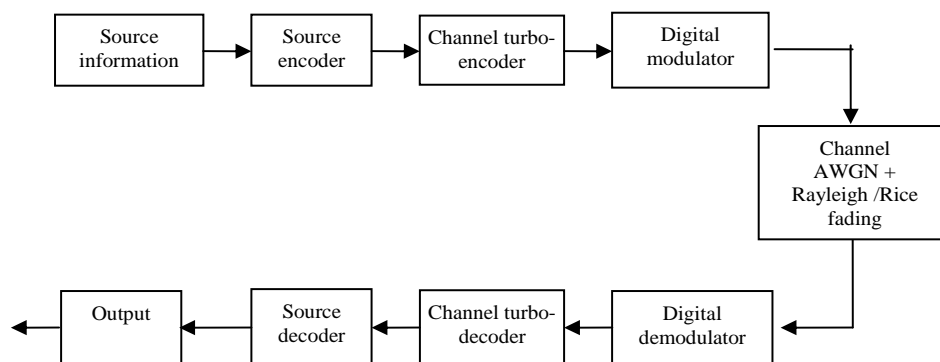 Source
information
Source
encoder
Channel turbo-
encoder
Digital
modulator
Channel
AWGN +
Rayleigh /Rice
fading
Output
Source
decoder
Channel turbo-
decoder
Digital
demodulator